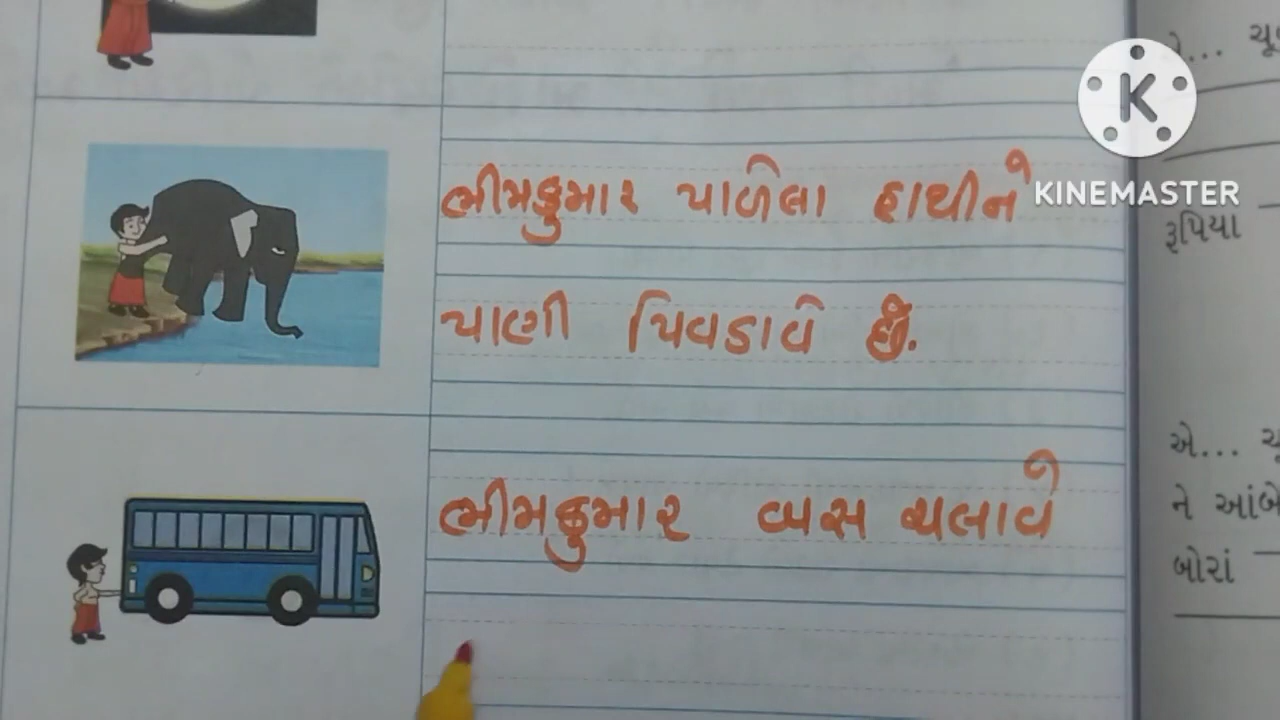 ભીમકુમાર પાળેલા હાથીને
પાણી પિવડાવે છે.
ભીમકુમાર બસ ચલાવે
KINEMASTER
રૂપિયા
એ...
ને આંબે
બોરાં